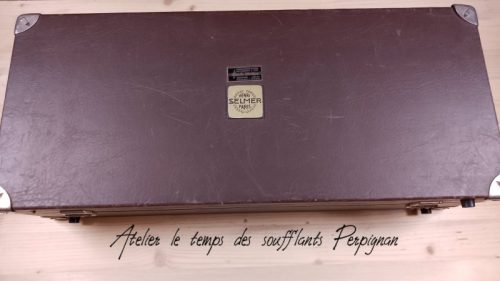 HENRI
SELMER
PARIS
Atelier le temps des soufflants Perpignan